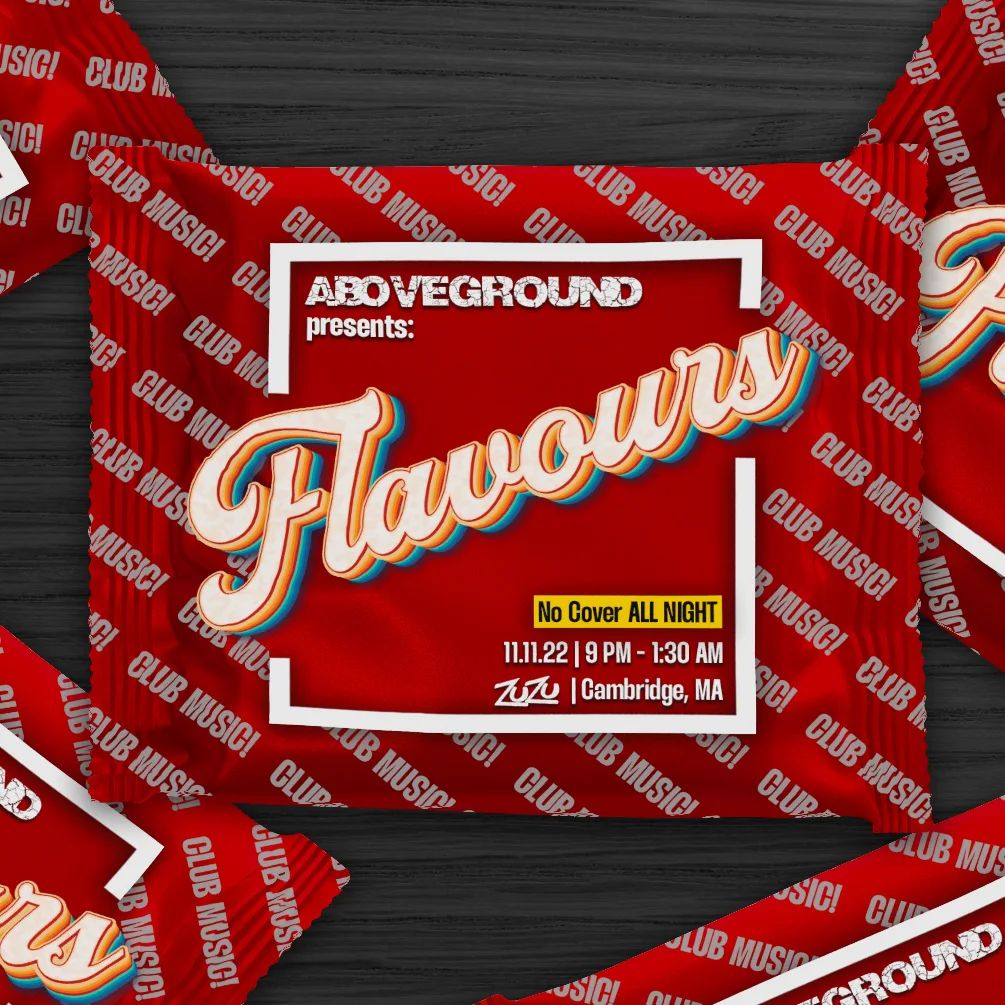 ABOVEGROUND
presents:
Flavours
No Cover ALL NIGHT
11.11.22 | 9 PM - 1:30 AM
ZUZU | Cambridge, MA
CLUB MUSIC!